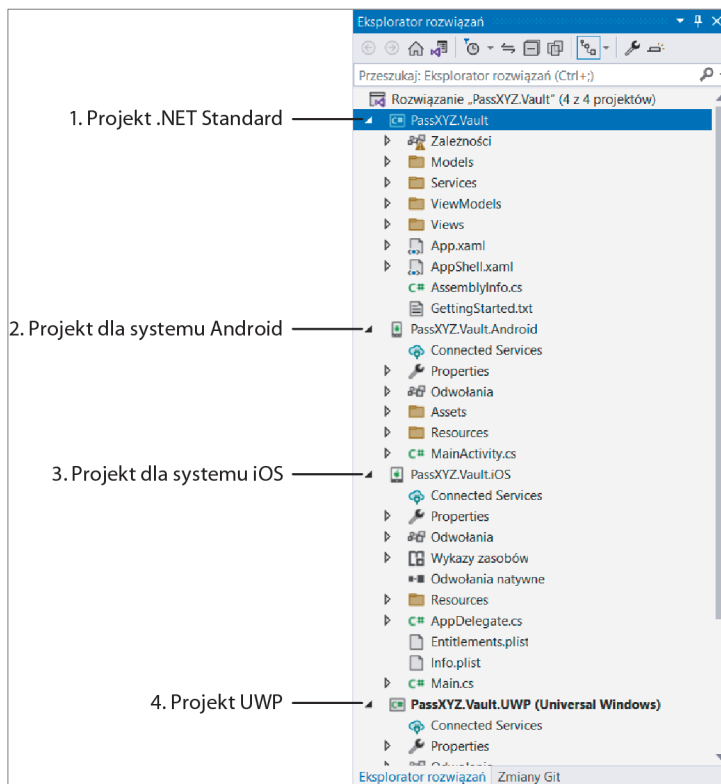 Eksplorator rozwiązań
Przeszukaj: Eksplorator rozwiązań (Ctrl+;)
Rozwiązanie „PassXYZ.Vault" (4 z 4 projektów)
1. Projekt .NET Standard
PassXYZ.Vault
Zależności
Models
Services
ViewModels
Views
App.xaml
AppShell.xaml
C# AssemblyInfo.cs
GettingStarted.txt
2. Projekt dla systemu Android
PassXYZ.Vault.Android
Connected Services
Properties
Odwołania
Assets
Resources
C# MainActivity.cs
3. Projekt dla systemu iOS
PassXYZ.Vault.iOS
Connected Services
Properties
Odwołania
Wykazy zasobów
Odwołania natywne
Resources
C# AppDelegate.cs
Entitlements.plist
Info.plist
C# Main.cs
4. Projekt UWP
C# PassXYZ.Vault.UWP (Universal Windows)
Connected Services
Properties
Eksplorator rozwiązań Zmiany Git